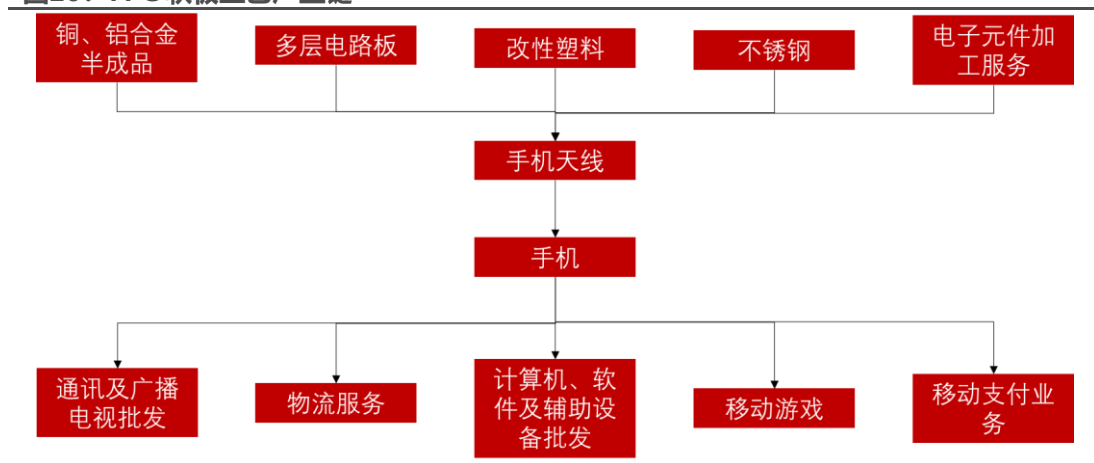 铜、铝合金
半成品
多层电路板
改性塑料
不锈钢
电子元件加
工服务
手机天线
手机
通讯及广播
电视批发
物流服务
计算机、软
件及辅助设
备批发
移动游戏
移动支付业
务